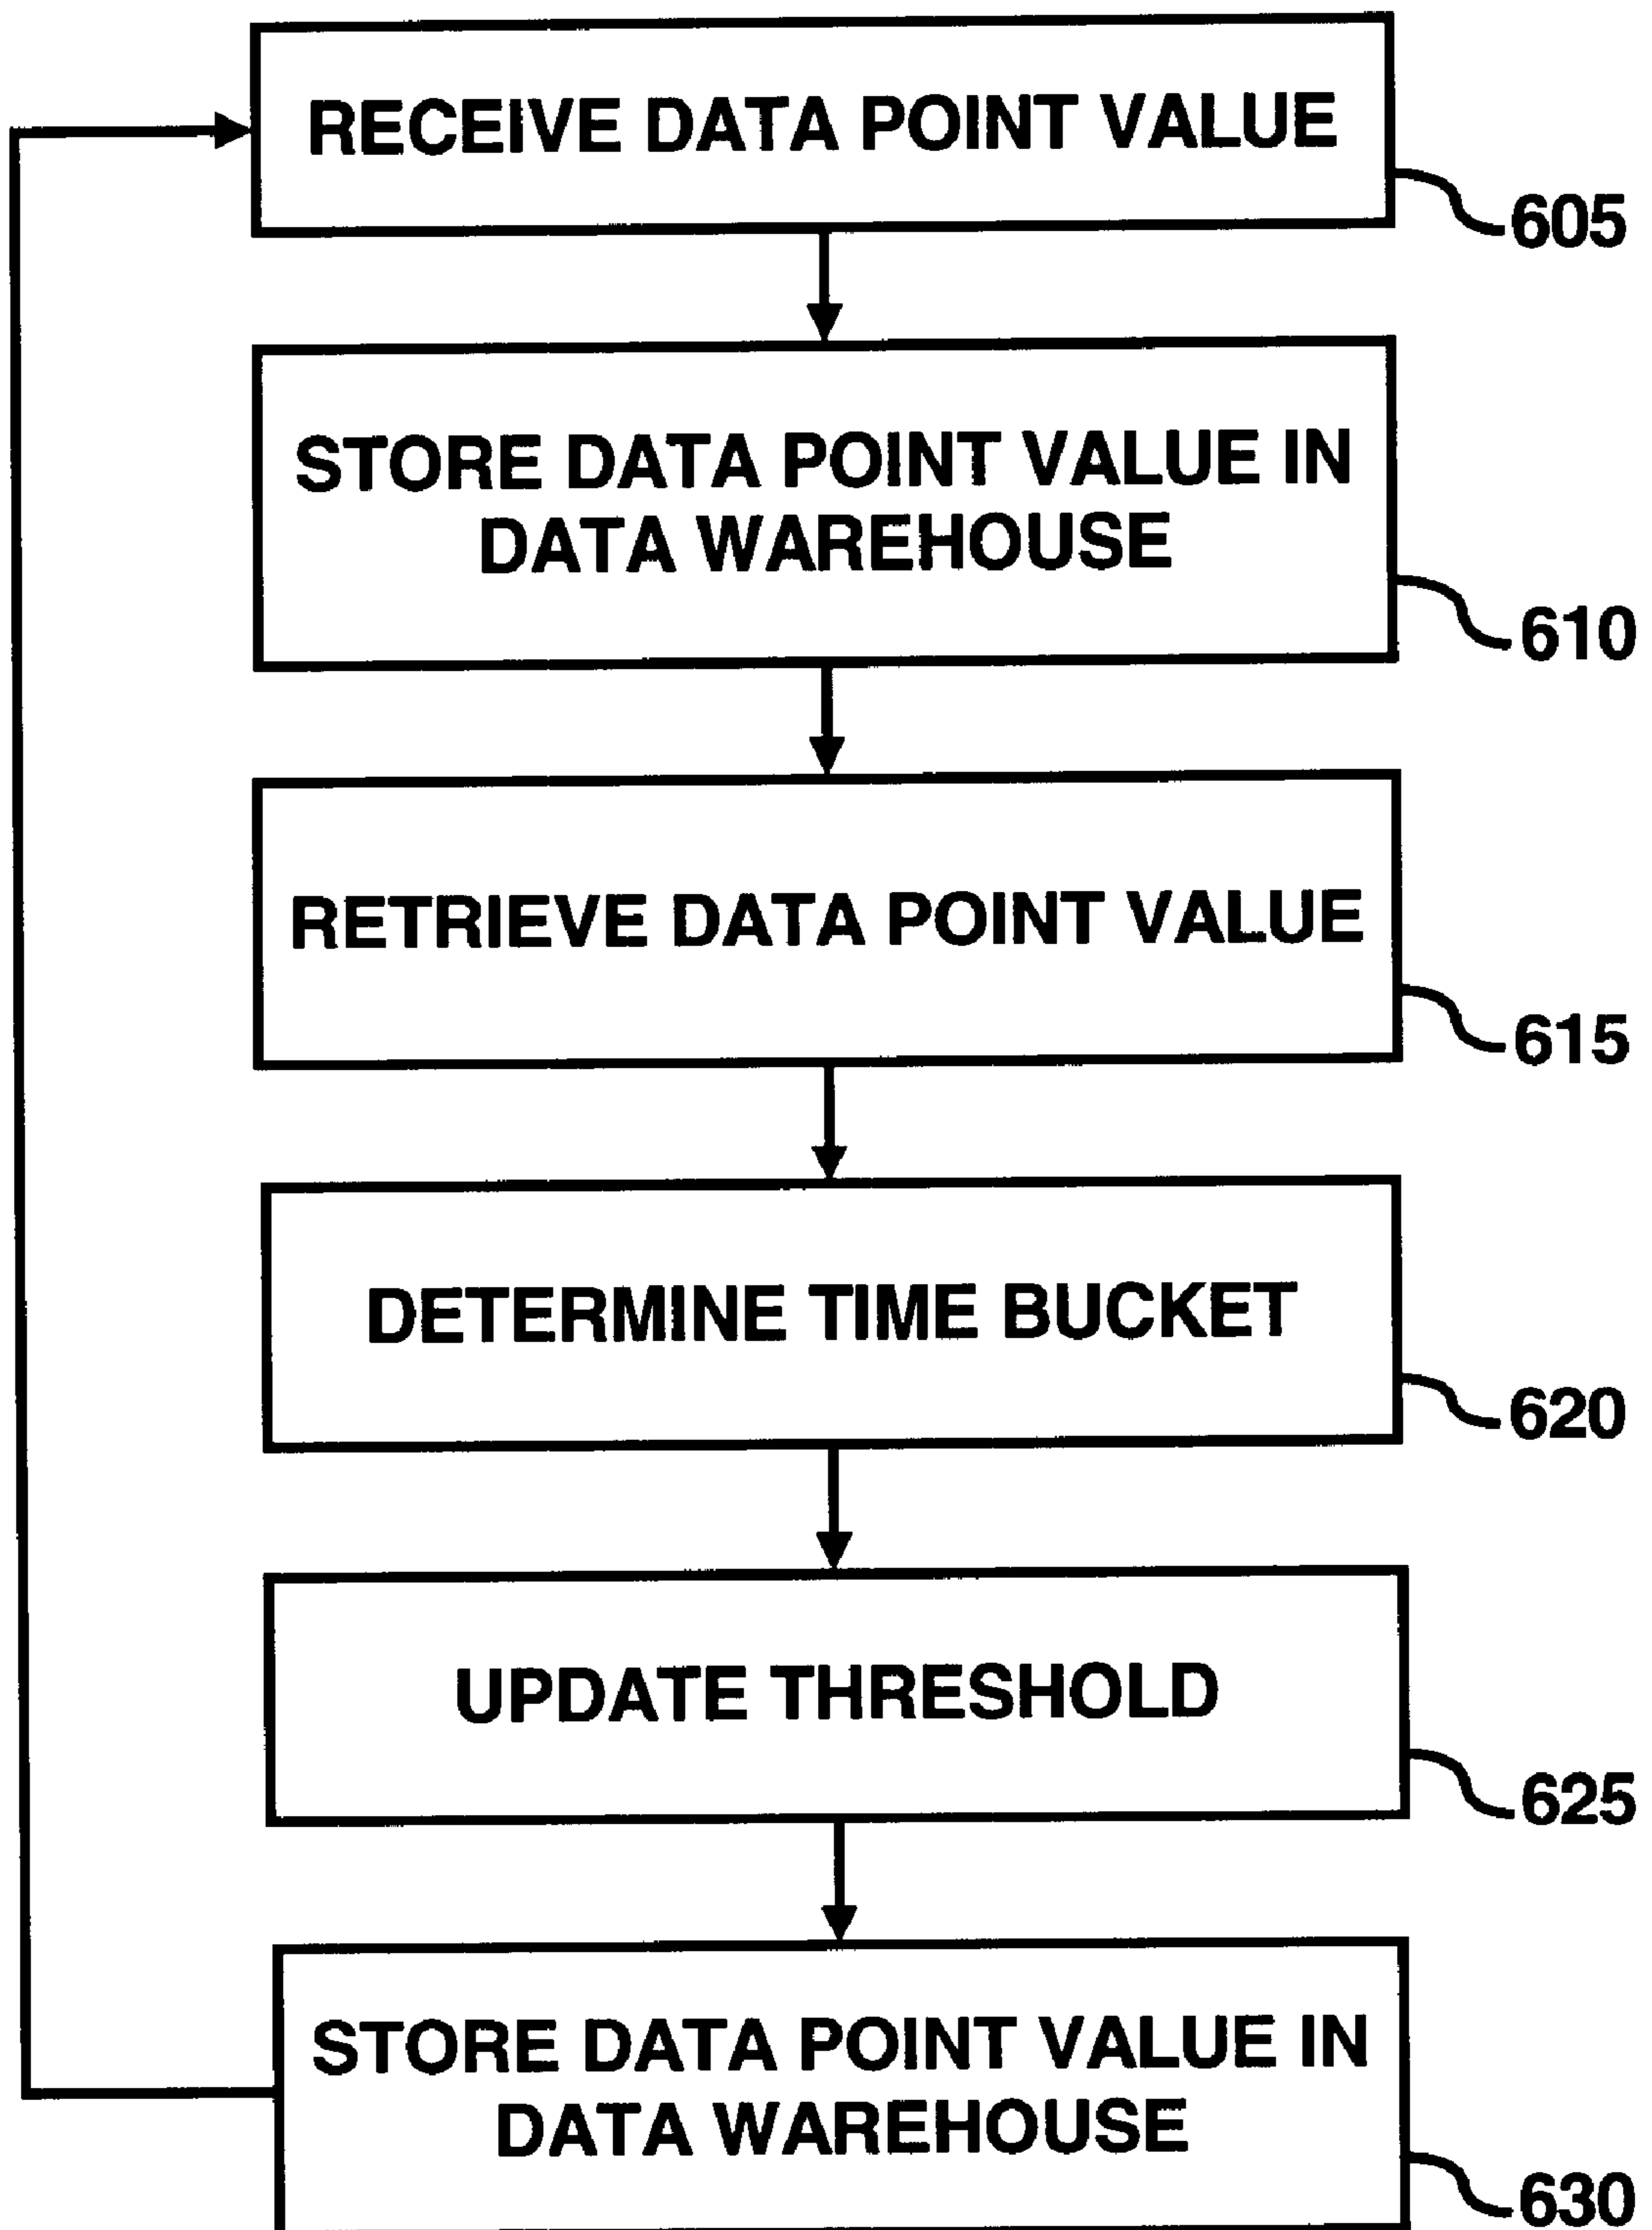 RECEIVE DATA POINT VALUE
605
STORE DATA POINT VALUE IN
DATA WAREHOUSE
610
RETRIEVE DATA POINT VALUE
615
DETERMINE TIME BUCKET
620
UPDATE THRESHOLD
625
STORE DATA POINT VALUE IN
DATA WAREHOUSE
630